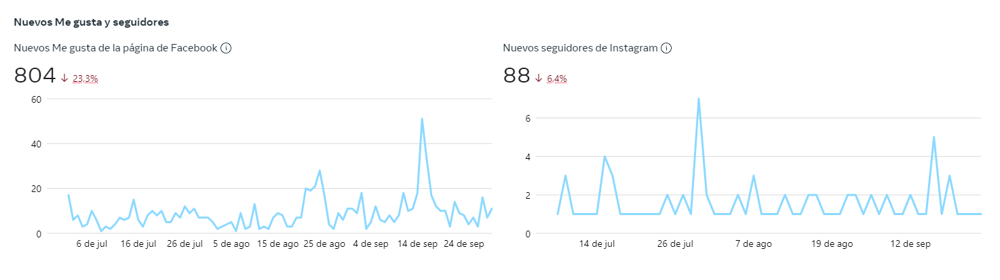 Nuevos Me gusta y seguidores
Nuevos Me gusta de la página de Facebook
804 ↓ 23,3%
60
40
20
0
6 de jul 16 de jul 26 de jul 5 de ago 15 de ago 25 de ago 4 de sep 14 de sep 24 de sep
Nuevos seguidores de Instagram
88 ↓ 6,4%
6
4
2
0
14 de jul 26 de jul 7 de ago 19 de ago 12 de sep